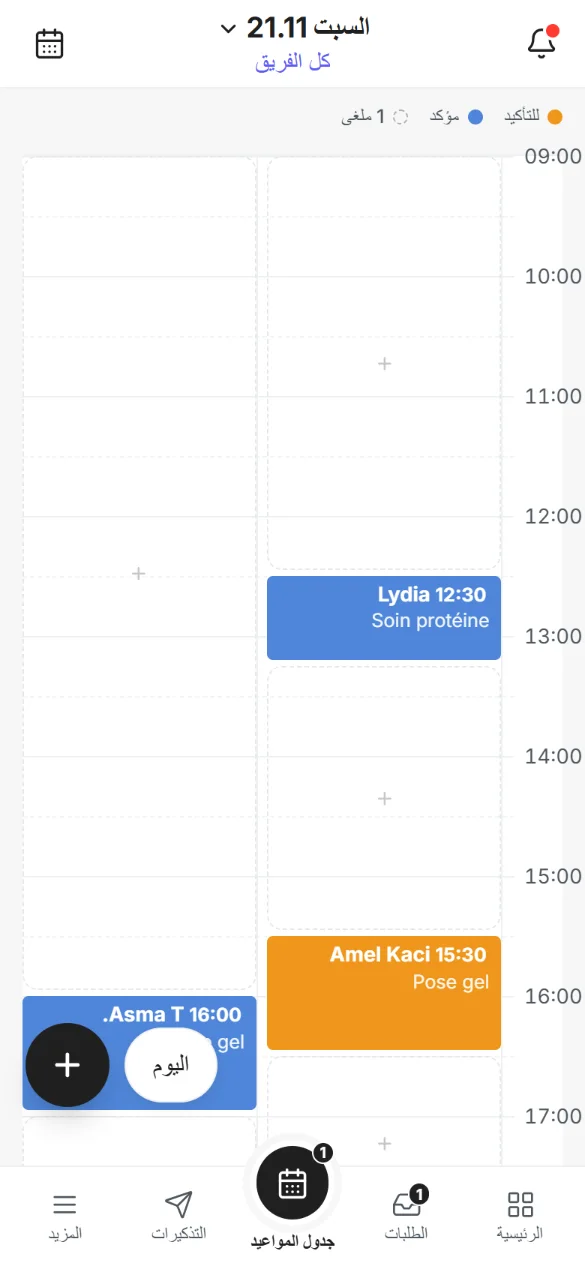 السبت 21.11
كل الفريق
للتأكيد
مؤكد
1 ملغى
09:00
10:00
11:00
12:00
Lydia 12:30
Soin protéine
13:00
14:00
15:00
Amel Kaci 15:30
Pose gel
16:00
Asma T. 16:00
gel
اليوم
17:00
الرئيسية
1
الطلبات
1
جدول المواعيد
التذكيرات
المزيد